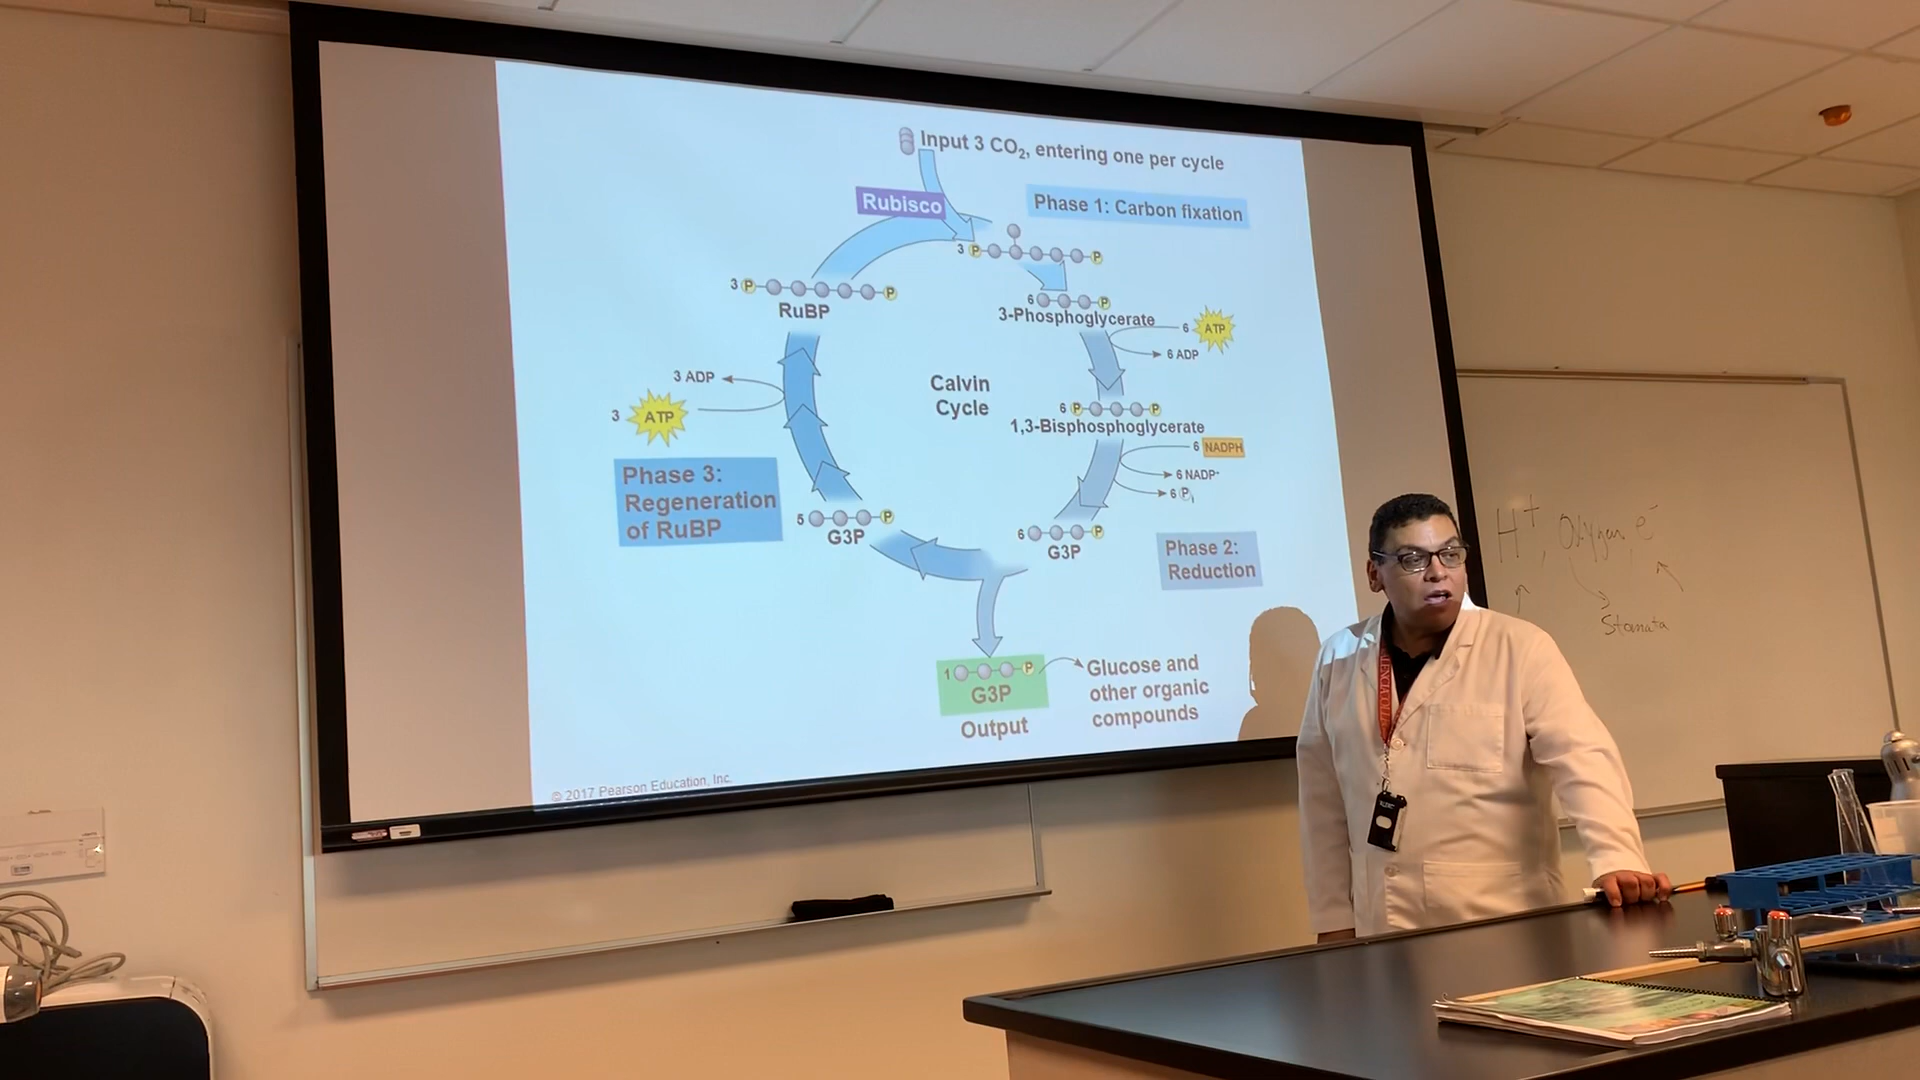 Input 3 CO₂, entering one per cycle
Rubisco
Phase 1: Carbon fixation
3 P P
3 P P
RuBP
6 P
3-Phosphoglycerate
6 ATP
6 ADP
3 ADP
3 ATP
Calvin
Cycle
6 P P
1,3-Bisphosphoglycerate
6 NADPH
6 NADP⁺
6 Pᵢ
Phase 3:
Regeneration
of RuBP
5 P
G3P
6 P
G3P
Phase 2:
Reduction
1 P
G3P
Output
Glucose and
other organic
compounds
© 2017 Pearson Education, Inc.
H⁺, Oxygen, e⁻
Stomata